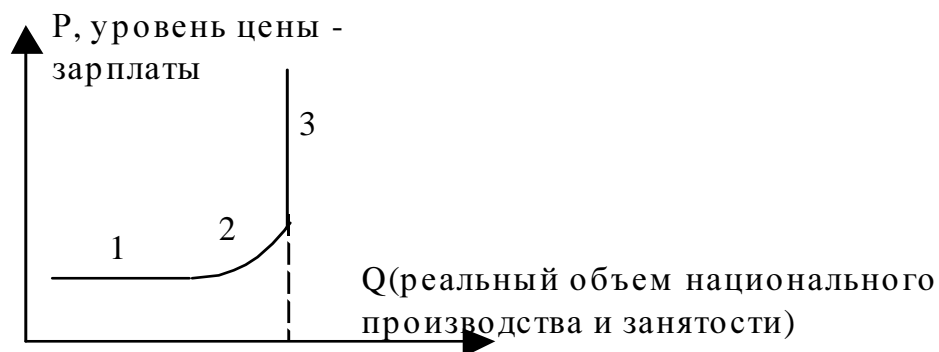 P, уровень цены -
зарплаты
3
2
1
Q(реальный объем национального
производства и занятости)